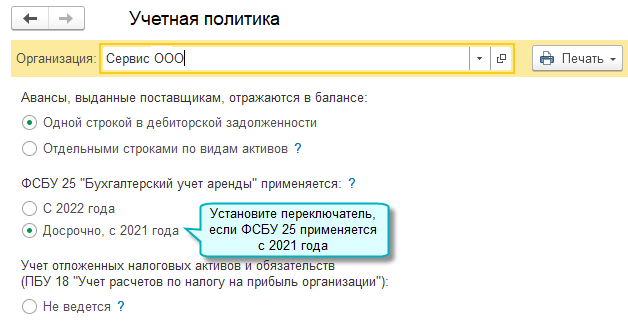 Учетная политика
Организация: Сервис ООО Печать
Авансы, выданные поставщикам, отражаются в балансе:
Одной строкой в дебиторской задолженности
Отдельными строками по видам активов ?
ФСБУ 25 "Бухгалтерский учет аренды" применяется: ?
С 2022 года
Досрочно, с 2021 года
Установите переключатель,
если ФСБУ 25 применяется
с 2021 года
Учет отложенных налоговых активов и обязательств
(ПБУ 18 "Учет расчетов по налогу на прибыль организации"):
Не ведется ?